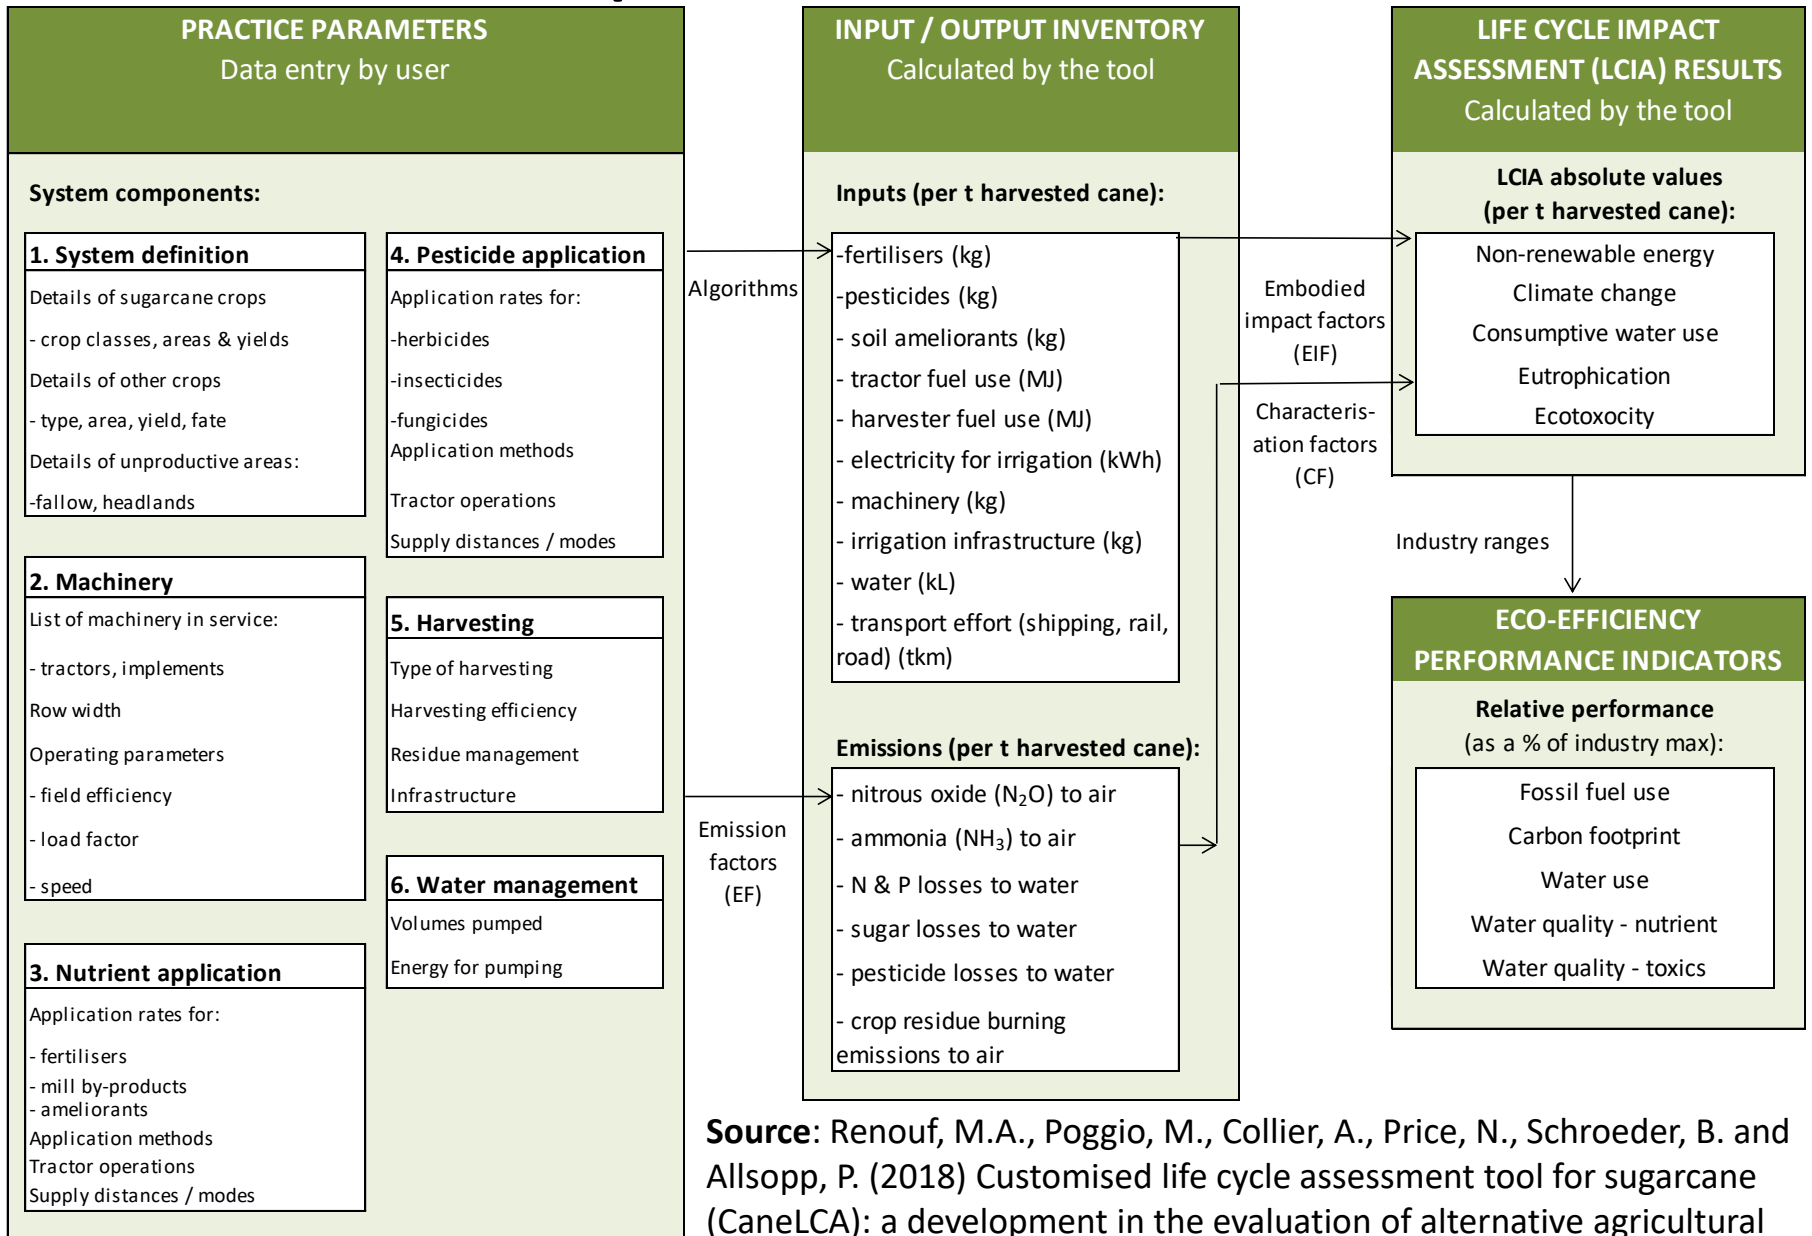 PRACTICE PARAMETERS
Data entry by user
System components:
1. System definition
Details of sugarcane crops
- crop classes, areas & yields
Details of other crops
- type, area, yield, fate
Details of unproductive areas:
-fallow, headlands
2. Machinery
List of machinery in service:
- tractors, implements
Row width
Operating parameters
- field efficiency
- load factor
- speed
3. Nutrient application
Application rates for:
- fertilisers
- mill by-products
- ameliorants
Application methods
Tractor operations
Supply distances / modes
4. Pesticide application
Application rates for:
-herbicides
-insecticides
-fungicides
Application methods
Tractor operations
Supply distances / modes
5. Harvesting
Type of harvesting
Harvesting efficiency
Residue management
Infrastructure
6. Water management
Volumes pumped
Energy for pumping
Algorithms
Emission
factors
(EF)
INPUT / OUTPUT INVENTORY
Calculated by the tool
Inputs (per t harvested cane):
-fertilisers (kg)
-pesticides (kg)
- soil ameliorants (kg)
- tractor fuel use (MJ)
- harvester fuel use (MJ)
- electricity for irrigation (kWh)
- machinery (kg)
- irrigation infrastructure (kg)
- water (kL)
- transport effort (shipping, rail,
road) (tkm)
Emissions (per t harvested cane):
- nitrous oxide (N₂O) to air
- ammonia (NH₃) to air
- N & P losses to water
- sugar losses to water
- pesticide losses to water
- crop residue burning
emissions to air
Embodied
impact factors
(EIF)
Characteris-
ation factors
(CF)
LIFE CYCLE IMPACT
ASSESSMENT (LCIA) RESULTS
Calculated by the tool
LCIA absolute values
(per t harvested cane):
Non-renewable energy
Climate change
Consumptive water use
Eutrophication
Ecotoxocity
Industry ranges
ECO-EFFICIENCY
PERFORMANCE INDICATORS
Relative performance
(as a % of industry max):
Fossil fuel use
Carbon footprint
Water use
Water quality - nutrient
Water quality - toxics
Source: Renouf, M.A., Poggio, M., Collier, A., Price, N., Schroeder, B. and
Allsopp, P. (2018) Customised life cycle assessment tool for sugarcane
(CaneLCA): a development in the evaluation of alternative agricultural